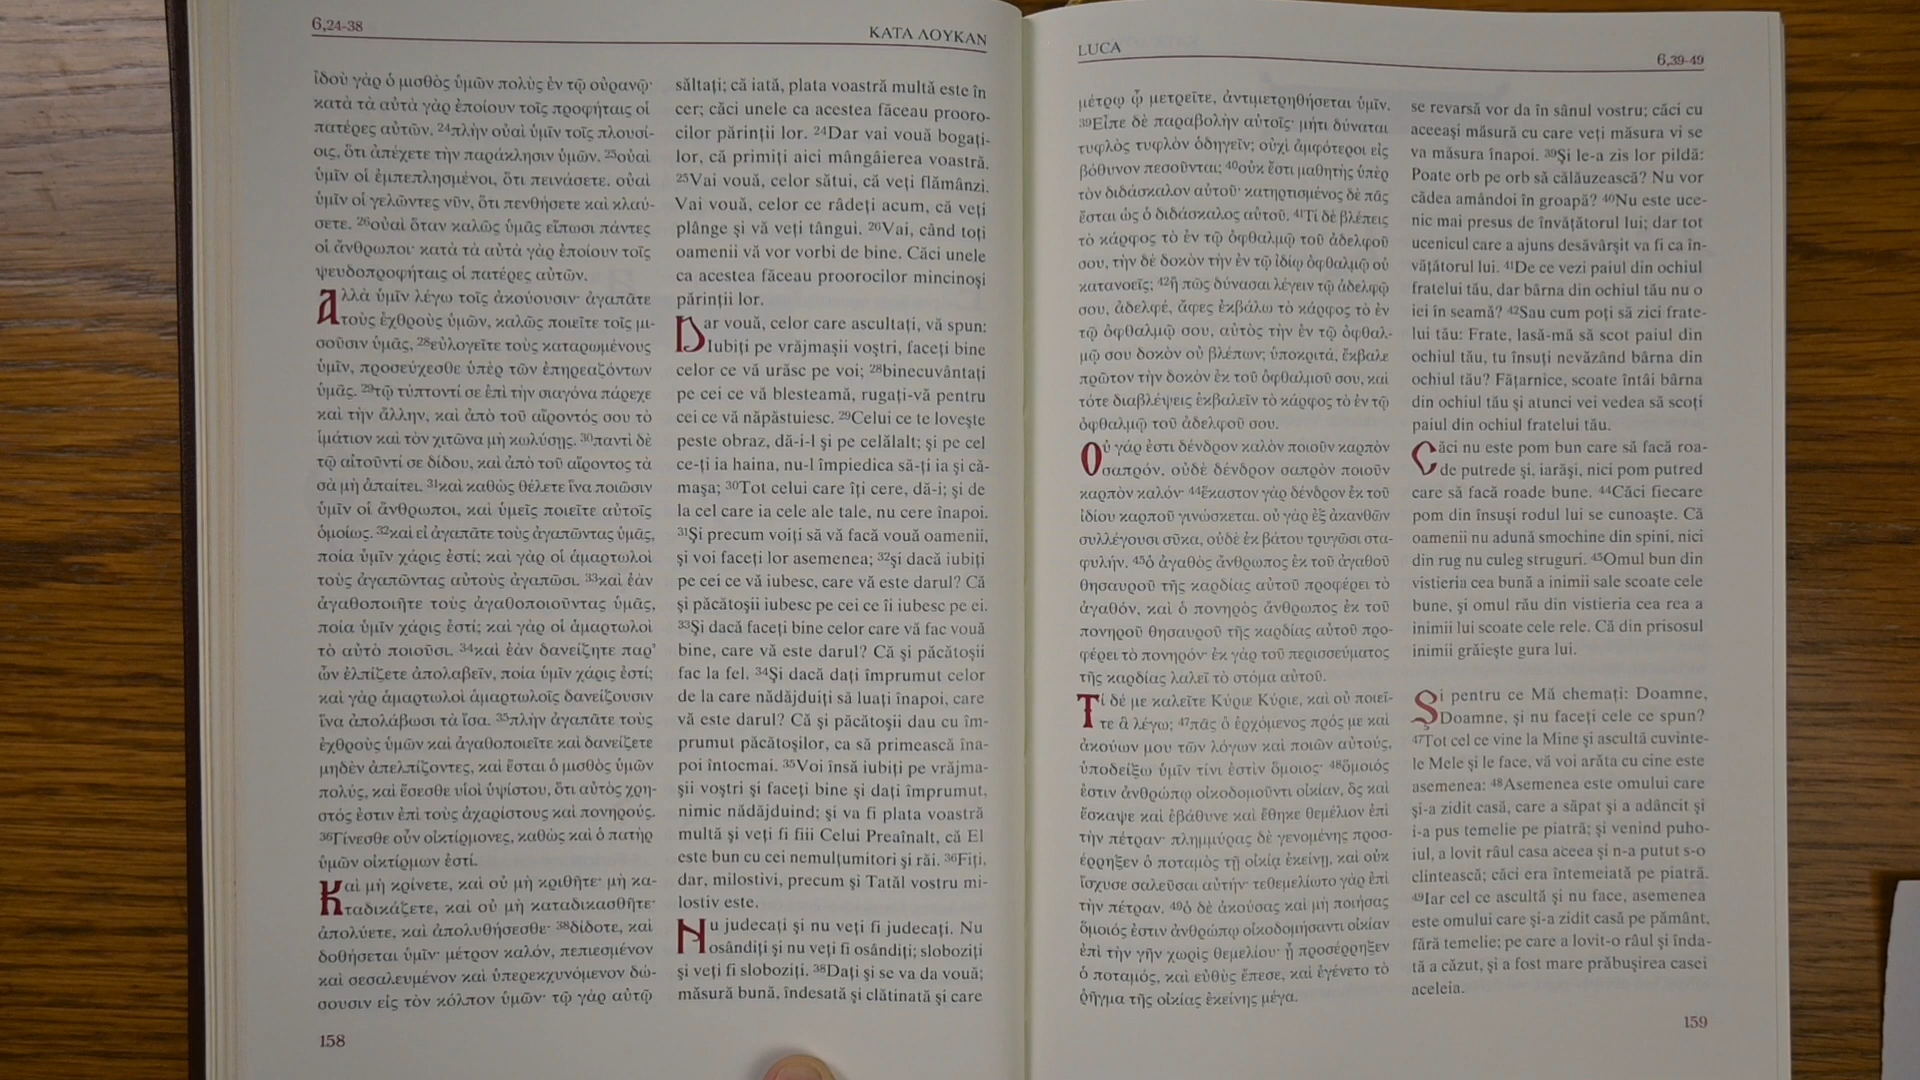 6,24-38
ΚΑΤΑ ΛΟΥΚΑΝ
ἰδοὺ γὰρ ὁ μισθὸς ὑμῶν πολὺς ἐν τῷ οὐρανῷ·
κατὰ τὰ αὐτὰ γὰρ ἐποίουν τοῖς προφήταις οἱ
πατέρες αὐτῶν. ²⁴πλὴν οὐαὶ ὑμῖν τοῖς πλουσί-
οις, ὅτι ἀπέχετε τὴν παράκλησιν ὑμῶν. ²⁵οὐαὶ
ὑμῖν οἱ ἐμπεπλησμένοι, ὅτι πεινάσετε. οὐαὶ
ὑμῖν οἱ γελῶντες νῦν, ὅτι πενθήσετε καὶ κλαύ-
σετε. ²⁶οὐαὶ ὅταν καλῶς ὑμᾶς εἴπωσι πάντες
οἱ ἄνθρωποι· κατὰ τὰ αὐτὰ γὰρ ἐποίουν τοῖς
ψευδοπροφήταις οἱ πατέρες αὐτῶν.
Ἀλλὰ ὑμῖν λέγω τοῖς ἀκούουσιν· ἀγαπᾶτε
τοὺς ἐχθροὺς ὑμῶν, καλῶς ποιεῖτε τοῖς μι-
σοῦσιν ὑμᾶς, ²⁸εὐλογεῖτε τοὺς καταρωμένους
ὑμῖν, προσεύχεσθε ὑπὲρ τῶν ἐπηρεαζόντων
ὑμᾶς. ²⁹τῷ τύπτοντί σε ἐπὶ τὴν σιαγόνα πάρεχε
καὶ τὴν ἄλλην, καὶ ἀπὸ τοῦ αἴροντός σου τὸ
ἱμάτιον καὶ τὸν χιτῶνα μὴ κωλύσῃς. ³⁰παντὶ δὲ
τῷ αἰτοῦντί σε δίδου, καὶ ἀπὸ τοῦ αἴροντος τὰ
σὰ μὴ ἀπαίτει. ³¹καὶ καθὼς θέλετε ἵνα ποιῶσιν
ὑμῖν οἱ ἄνθρωποι, καὶ ὑμεῖς ποιεῖτε αὐτοῖς
ὁμοίως. ³²καὶ εἰ ἀγαπᾶτε τοὺς ἀγαπῶντας ὑμᾶς,
ποία ὑμῖν χάρις ἐστί; καὶ γὰρ οἱ ἁμαρτωλοὶ
τοὺς ἀγαπῶντας αὐτοὺς ἀγαπῶσι. ³³καὶ ἐὰν
ἀγαθοποιῆτε τοὺς ἀγαθοποιοῦντας ὑμᾶς,
ποία ὑμῖν χάρις ἐστί; καὶ γὰρ οἱ ἁμαρτωλοὶ
τὸ αὐτὸ ποιοῦσι. ³⁴καὶ ἐὰν δανείζητε παρ'
ὧν ἐλπίζετε ἀπολαβεῖν, ποία ὑμῖν χάρις ἐστί;
καὶ γὰρ ἁμαρτωλοὶ ἁμαρτωλοῖς δανείζουσιν
ἵνα ἀπολάβωσι τὰ ἴσα. ³⁵πλὴν ἀγαπᾶτε τοὺς
ἐχθροὺς ὑμῶν καὶ ἀγαθοποιεῖτε καὶ δανείζετε
μηδὲν ἀπελπίζοντες, καὶ ἔσται ὁ μισθὸς ὑμῶν
πολύς, καὶ ἔσεσθε υἱοὶ ὑψίστου, ὅτι αὐτὸς χρη-
στός ἐστιν ἐπὶ τοὺς ἀχαρίστους καὶ πονηρούς.
³⁶Γίνεσθε οὖν οἰκτίρμονες, καθὼς καὶ ὁ πατὴρ
ὑμῶν οἰκτίρμων ἐστί.
Καὶ μὴ κρίνετε, καὶ οὐ μὴ κριθῆτε· μὴ κα-
ταδικάζετε, καὶ οὐ μὴ καταδικασθῆτε·
ἀπολύετε, καὶ ἀπολυθήσεσθε· ³⁸δίδοτε, καὶ
δοθήσεται ὑμῖν· μέτρον καλόν, πεπιεσμένον
καὶ σεσαλευμένον καὶ ὑπερεκχυνόμενον δώ-
σουσιν εἰς τὸν κόλπον ὑμῶν· τῷ γὰρ αὐτῷ
158
săltați; că iată, plata voastră multă este în
cer; căci unele ca acestea făceau prooro-
cilor părinții lor. ²⁴Dar vai vouă bogați-
lor, că primiți aici mângâierea voastră.
²⁵Vai vouă, celor sătui, că veți flămânzi.
Vai vouă, celor ce râdeți acum, că veți
plânge și vă veți tângui. ²⁶Vai, când toți
oamenii vă vor vorbi de bine. Căci unele
ca acestea făceau proorocilor mincinoși
părinții lor.
Dar vouă, celor care ascultați, vă spun:
Iubiți pe vrăjmașii voștri, faceți bine
celor ce vă urăsc pe voi; ²⁸binecuvântați
pe cei ce vă blesteamă, rugați-vă pentru
cei ce vă năpăstuiesc. ²⁹Celui ce te lovește
peste obraz, dă-i-l și pe celălalt; și pe cel
ce-ți ia haina, nu-l împiedica să-ți ia și că-
mașa; ³⁰Tot celui care îți cere, dă-i; și de
la cel care ia cele ale tale, nu cere înapoi.
³¹Și precum voiți să vă facă vouă oamenii,
și voi faceți lor asemenea; ³²și dacă iubiți
pe cei ce vă iubesc, care vă este darul? Că
și păcătoșii iubesc pe cei ce îi iubesc pe ei.
³³Și dacă faceți bine celor care vă fac vouă
bine, care vă este darul? Că și păcătoșii
fac la fel. ³⁴Și dacă dați împrumut celor
de la care nădăjduiți să luați înapoi, care
vă este darul? Că și păcătoșii dau cu îm-
prumut păcătoșilor, ca să primească îna-
poi întocmai. ³⁵Voi însă iubiți pe vrăjma-
șii voștri și faceți bine și dați împrumut,
nimic nădăjduind; și va fi plata voastră
multă și veți fi fiii Celui Preaînalt, că El
este bun cu cei nemulțumitori și răi. ³⁶Fiți,
dar, milostivi, precum și Tatăl vostru mi-
lostiv este.
Nu judecați și nu veți fi judecați. Nu
osândiți și nu veți fi osândiți; sloboziți
și veți fi sloboziți. ³⁸Dați și se va da vouă;
măsură bună, îndesată și clătinată și care
LUCA
6,39-49
μέτρῳ ᾧ μετρεῖτε, ἀντιμετρηθήσεται ὑμῖν.
³⁹Εἶπε δὲ παραβολὴν αὐτοῖς· μήτι δύναται
τυφλὸς τυφλὸν ὁδηγεῖν; οὐχὶ ἀμφότεροι εἰς
βόθυνον πεσοῦνται; ⁴⁰οὐκ ἔστι μαθητὴς ὑπὲρ
τὸν διδάσκαλον αὐτοῦ· κατηρτισμένος δὲ πᾶς
ἔσται ὡς ὁ διδάσκαλος αὐτοῦ. ⁴¹Τί δὲ βλέπεις
τὸ κάρφος τὸ ἐν τῷ ὀφθαλμῷ τοῦ ἀδελφοῦ
σου, τὴν δὲ δοκὸν τὴν ἐν τῷ ἰδίῳ ὀφθαλμῷ οὐ
κατανοεῖς; ⁴²ἢ πῶς δύνασαι λέγειν τῷ ἀδελφῷ
σου, ἀδελφέ, ἄφες ἐκβάλω τὸ κάρφος τὸ ἐν
τῷ ὀφθαλμῷ σου, αὐτὸς τὴν ἐν τῷ ὀφθαλ-
μῷ σου δοκὸν οὐ βλέπων; ὑποκριτά, ἔκβαλε
πρῶτον τὴν δοκὸν ἐκ τοῦ ὀφθαλμοῦ σου, καὶ
τότε διαβλέψεις ἐκβαλεῖν τὸ κάρφος τὸ ἐν τῷ
ὀφθαλμῷ τοῦ ἀδελφοῦ σου.
Οὐ γάρ ἐστι δένδρον καλὸν ποιοῦν καρπὸν
σαπρόν, οὐδὲ δένδρον σαπρὸν ποιοῦν
καρπὸν καλόν· ⁴⁴ἕκαστον γὰρ δένδρον ἐκ τοῦ
ἰδίου καρποῦ γινώσκεται. οὐ γὰρ ἐξ ἀκανθῶν
συλλέγουσι σῦκα, οὐδὲ ἐκ βάτου τρυγῶσι στα-
φυλήν. ⁴⁵ὁ ἀγαθὸς ἄνθρωπος ἐκ τοῦ ἀγαθοῦ
θησαυροῦ τῆς καρδίας αὐτοῦ προφέρει τὸ
ἀγαθόν, καὶ ὁ πονηρὸς ἄνθρωπος ἐκ τοῦ
πονηροῦ θησαυροῦ τῆς καρδίας αὐτοῦ προ-
φέρει τὸ πονηρόν· ἐκ γὰρ τοῦ περισσεύματος
τῆς καρδίας λαλεῖ τὸ στόμα αὐτοῦ.
Τί δέ με καλεῖτε Κύριε Κύριε, καὶ οὐ ποιεῖ-
τε ἃ λέγω; ⁴⁷πᾶς ὁ ἐρχόμενος πρός με καὶ
ἀκούων μου τῶν λόγων καὶ ποιῶν αὐτούς,
ὑποδείξω ὑμῖν τίνι ἐστὶν ὅμοιος· ⁴⁸ὅμοιός
ἐστιν ἀνθρώπῳ οἰκοδομοῦντι οἰκίαν, ὃς καὶ
ἔσκαψε καὶ ἐβάθυνε καὶ ἔθηκε θεμέλιον ἐπὶ
τὴν πέτραν· πλημμύρας δὲ γενομένης προσ-
έρρηξεν ὁ ποταμὸς τῇ οἰκίᾳ ἐκείνῃ, καὶ οὐκ
ἴσχυσε σαλεῦσαι αὐτήν· τεθεμελίωτο γὰρ ἐπὶ
τὴν πέτραν. ⁴⁹ὁ δὲ ἀκούσας καὶ μὴ ποιήσας
ὅμοιός ἐστιν ἀνθρώπῳ οἰκοδομήσαντι οἰκίαν
ἐπὶ τὴν γῆν χωρὶς θεμελίου· ᾗ προσέρρηξεν
ὁ ποταμός, καὶ εὐθὺς ἔπεσε, καὶ ἐγένετο τὸ
ῥῆγμα τῆς οἰκίας ἐκείνης μέγα.
se revarsă vor da în sânul vostru; căci cu
aceeași măsură cu care veți măsura vi se
va măsura înapoi. ³⁹Și le-a zis lor pildă:
Poate orb pe orb să călăuzească? Nu vor
cădea amândoi în groapă? ⁴⁰Nu este uce-
nic mai presus de învățătorul lui; dar tot
ucenicul care a ajuns desăvârșit va fi ca în-
vățătorul lui. ⁴¹De ce vezi paiul din ochiul
fratelui tău, dar bârna din ochiul tău nu o
iei în seamă? ⁴²Sau cum poți să zici frate-
lui tău: Frate, lasă-mă să scot paiul din
ochiul tău, tu însuți nevăzând bârna din
ochiul tău? Fățarnice, scoate întâi bârna
din ochiul tău și atunci vei vedea să scoți
paiul din ochiul fratelui tău.
Căci nu este pom bun care să facă roa-
de putrede și, iarăși, nici pom putred
care să facă roade bune. ⁴⁴Căci fiecare
pom din însuși rodul lui se cunoaște. Că
oamenii nu adună smochine din spini, nici
din rug nu culeg struguri. ⁴⁵Omul bun din
vistieria cea bună a inimii sale scoate cele
bune, și omul rău din vistieria cea rea a
inimii lui scoate cele rele. Că din prisosul
inimii grăiește gura lui.
Și pentru ce Mă chemați: Doamne,
Doamne, și nu faceți cele ce spun?
⁴⁷Tot cel ce vine la Mine și ascultă cuvinte-
le Mele și le face, vă voi arăta cu cine este
asemenea: ⁴⁸Asemenea este omului care
și-a zidit casă, care a săpat și a adâncit și
i-a pus temelie pe piatră; și venind puho-
iul, a lovit râul casa aceea și n-a putut s-o
clintească; căci era întemeiată pe piatră.
⁴⁹Iar cel ce ascultă și nu face, asemenea
este omului care și-a zidit casă pe pământ,
fără temelie; pe care a lovit-o râul și înda-
tă a căzut, și a fost mare prăbușirea casei
aceleia.
159